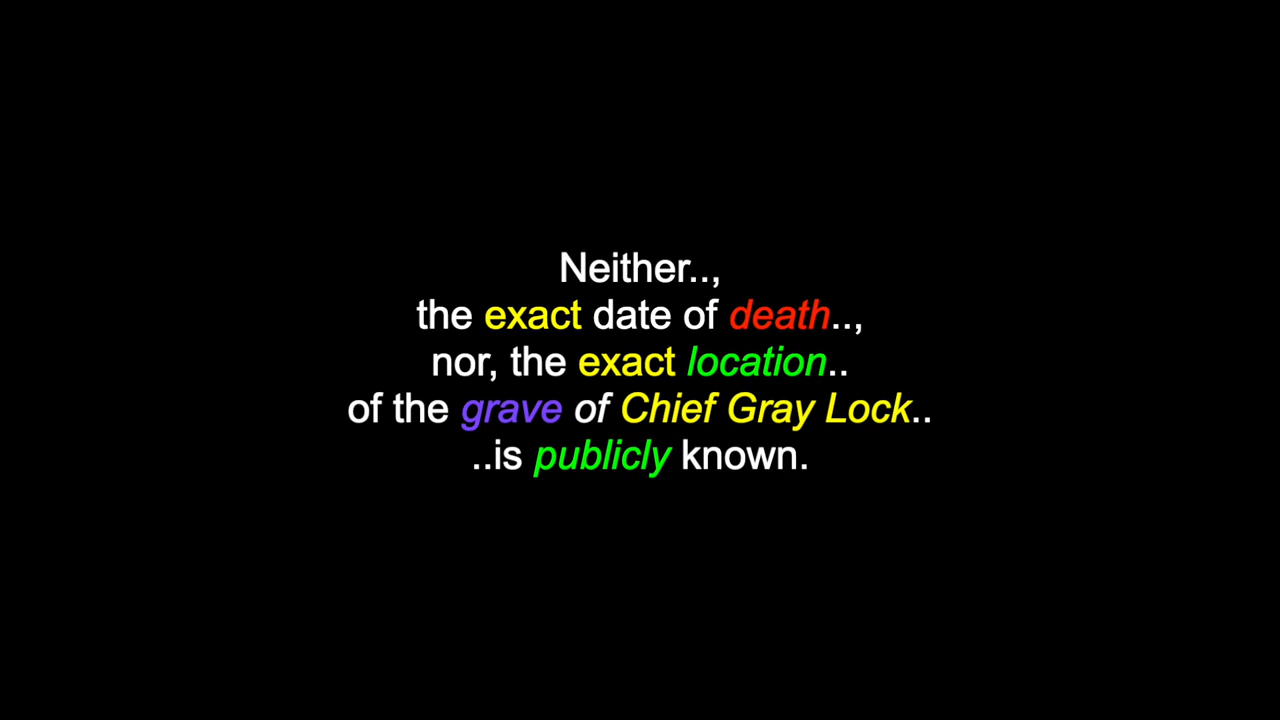 Neither..,
the exact date of death..,
nor, the exact location..
of the grave of Chief Gray Lock..
..is publicly known.